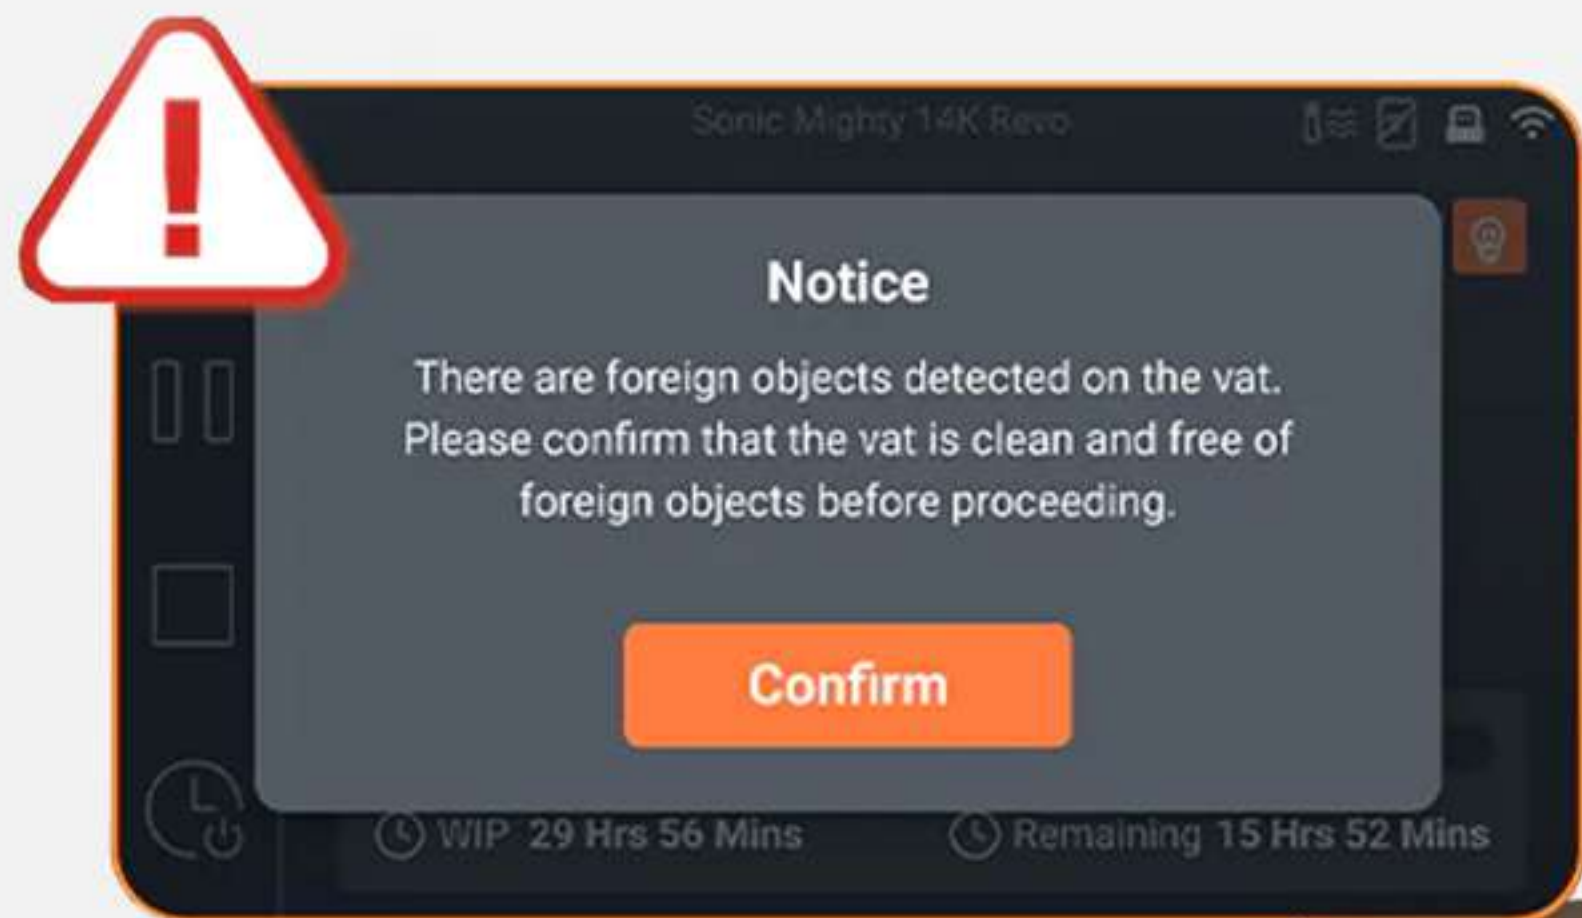 Sonic Mighty 14K Revo
Notice
There are foreign objects detected on the vat.
Please confirm that the vat is clean and free of
foreign objects before proceeding.
Confirm
WIP 29 Hrs 56 Mins
Remaining 15 Hrs 52 Mins